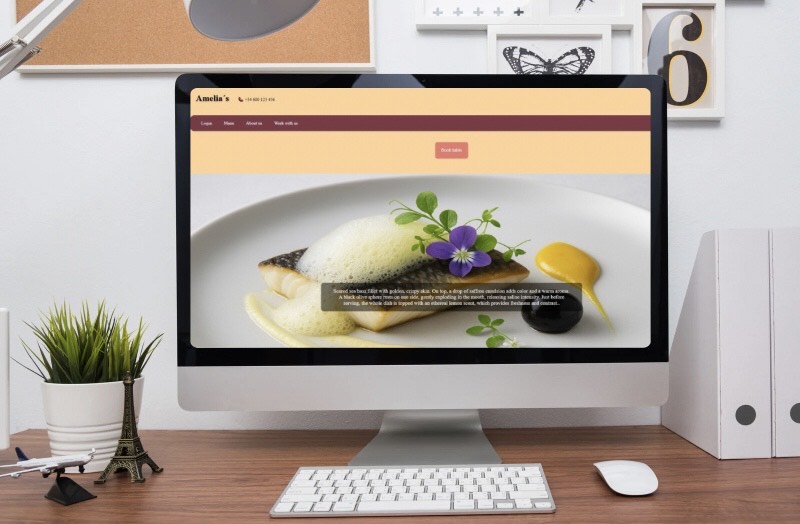 Amelia´s
+34 600 123 456
Login
Menu
About us
Work with us
Book table
Seared sea bass fillet with golden, crispy skin. On top, a drop of saffron emulsion adds color and a warm aroma.
A black olive sphere rests on one side, gently exploding in the mouth, releasing saline intensity. Just before
serving, the whole dish is topped with an ethereal lemon foam, which provides freshness and contrast.
6